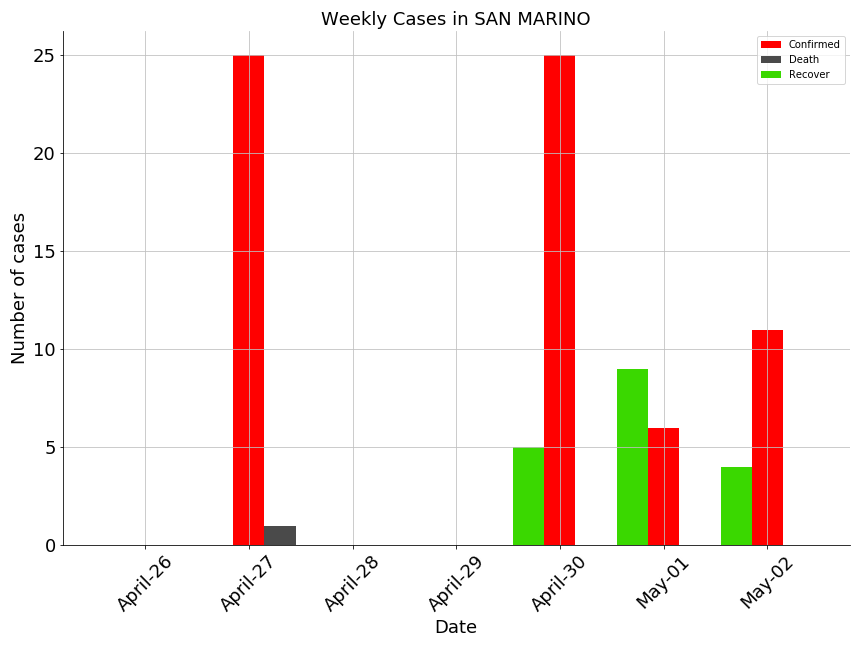 Weekly Cases in SAN MARINO
Confirmed
Death
Recover
Number of cases
25
20
15
10
5
0
April-26
April-27
April-28
April-29
April-30
May-01
May-02
Date